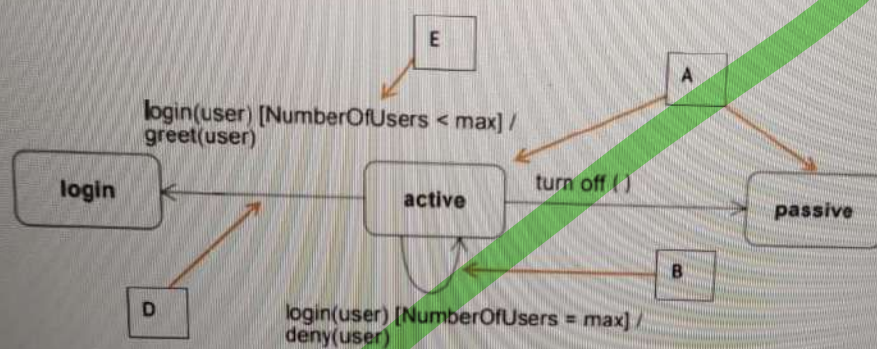 E
A
login(user) [NumberOfUsers < max] /
greet(user)
login
active
turn off ( )
passive
B
D
login(user) [NumberOfUsers = max] /
deny(user)